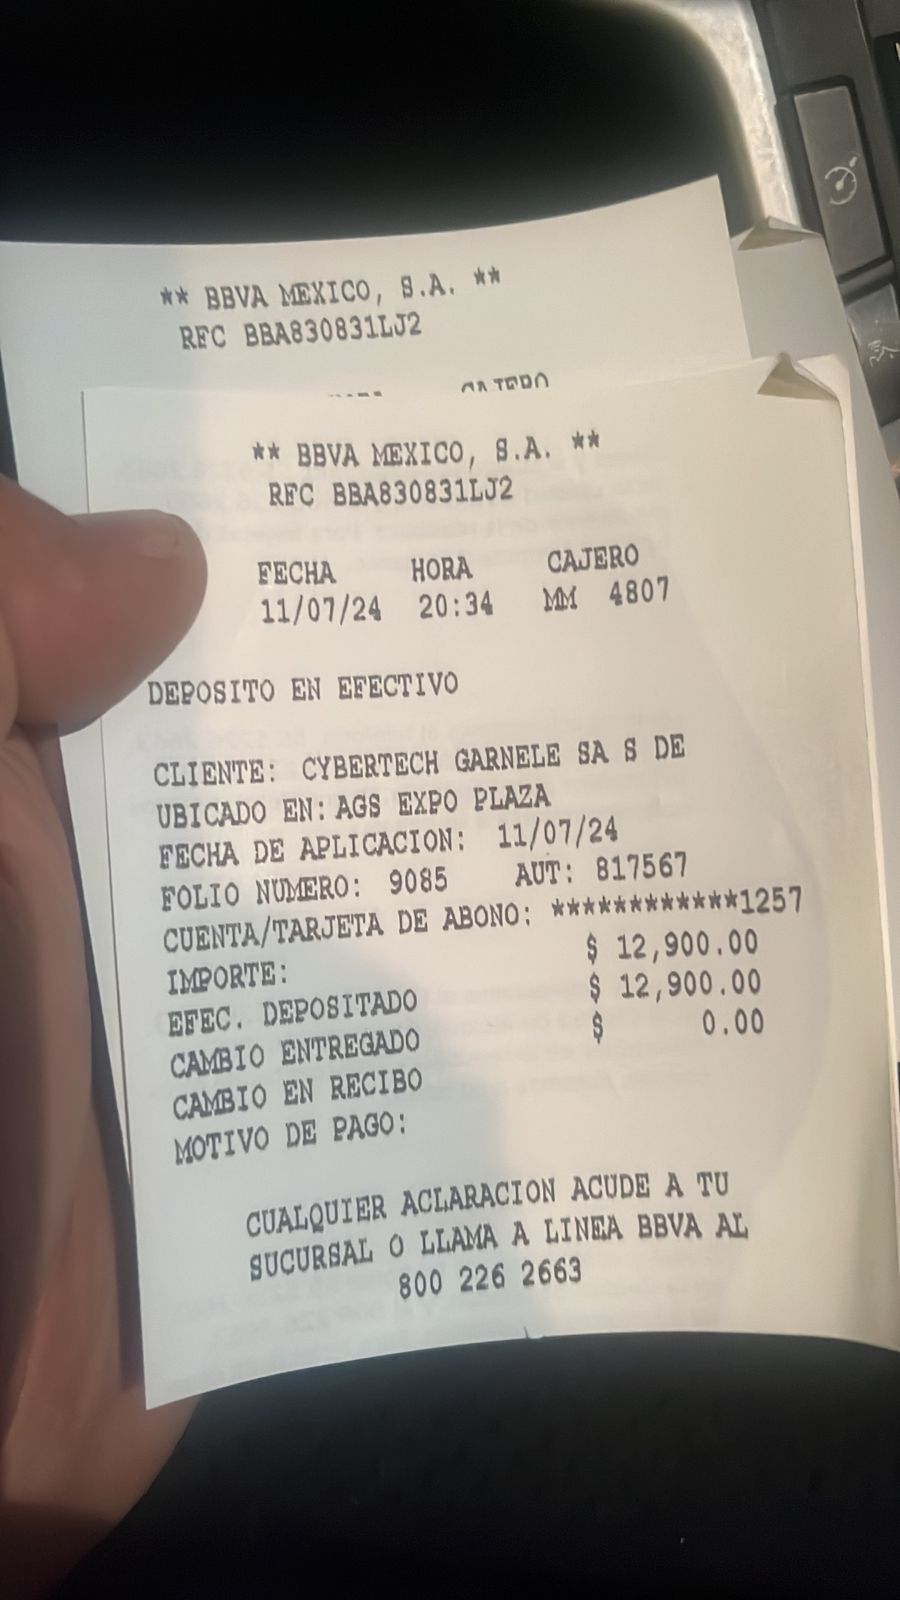 ** BBVA MEXICO, S.A. **
RFC BBA830831LJ2
CAJERO
** BBVA MEXICO, S.A. **
RFC BBA830831LJ2
FECHA HORA CAJERO
11/07/24 20:34 MM 4807
DEPOSITO EN EFECTIVO
CLIENTE: CYBERTECH GARNELE SA S DE
UBICADO EN: AGS EXPO PLAZA
FECHA DE APLICACION: 11/07/24
FOLIO NUMERO: 9085 AUT: 817567
CUENTA/TARJETA DE ABONO: ************1257
IMPORTE: $ 12,900.00
EFEC. DEPOSITADO $ 12,900.00
CAMBIO ENTREGADO $ 0.00
CAMBIO EN RECIBO
MOTIVO DE PAGO:
CUALQUIER ACLARACION ACUDE A TU
SUCURSAL O LLAMA A LINEA BBVA AL
800 226 2663